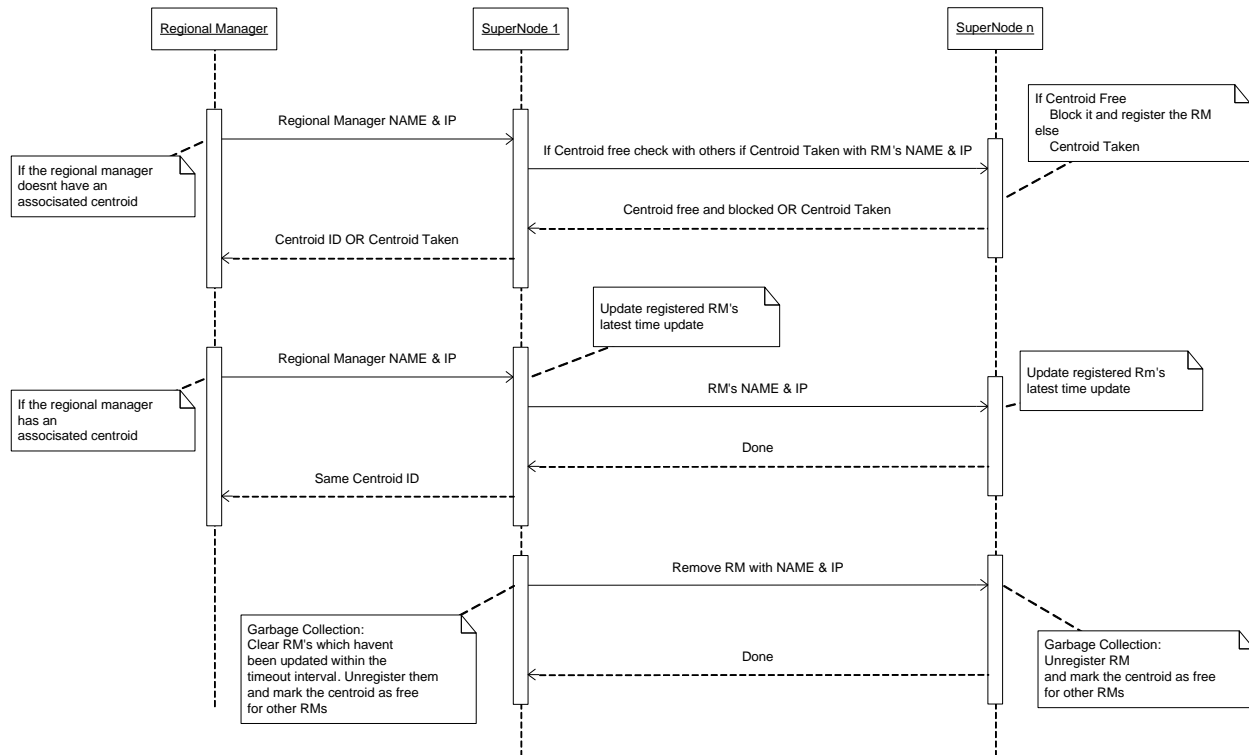 Regional Manager
SuperNode 1
SuperNode n
If Centroid Free
Block it and register the RM
else
Centroid Taken
Regional Manager NAME & IP
If Centroid free check with others if Centroid Taken with RM's NAME & IP
If the regional manager
doesnt have an
associsated centroid
Centroid free and blocked OR Centroid Taken
Centroid ID OR Centroid Taken
Update registered RM's
latest time update
Regional Manager NAME & IP
Update registered Rm's
latest time update
RM's NAME & IP
If the regional manager
has an
associsated centroid
Done
Same Centroid ID
Remove RM with NAME & IP
Garbage Collection:
Clear RM's which havent
been updated within the
timeout interval. Unregister them
and mark the centroid as free
for other RMs
Done
Garbage Collection:
Unregister RM
and mark the centroid as free
for other RMs